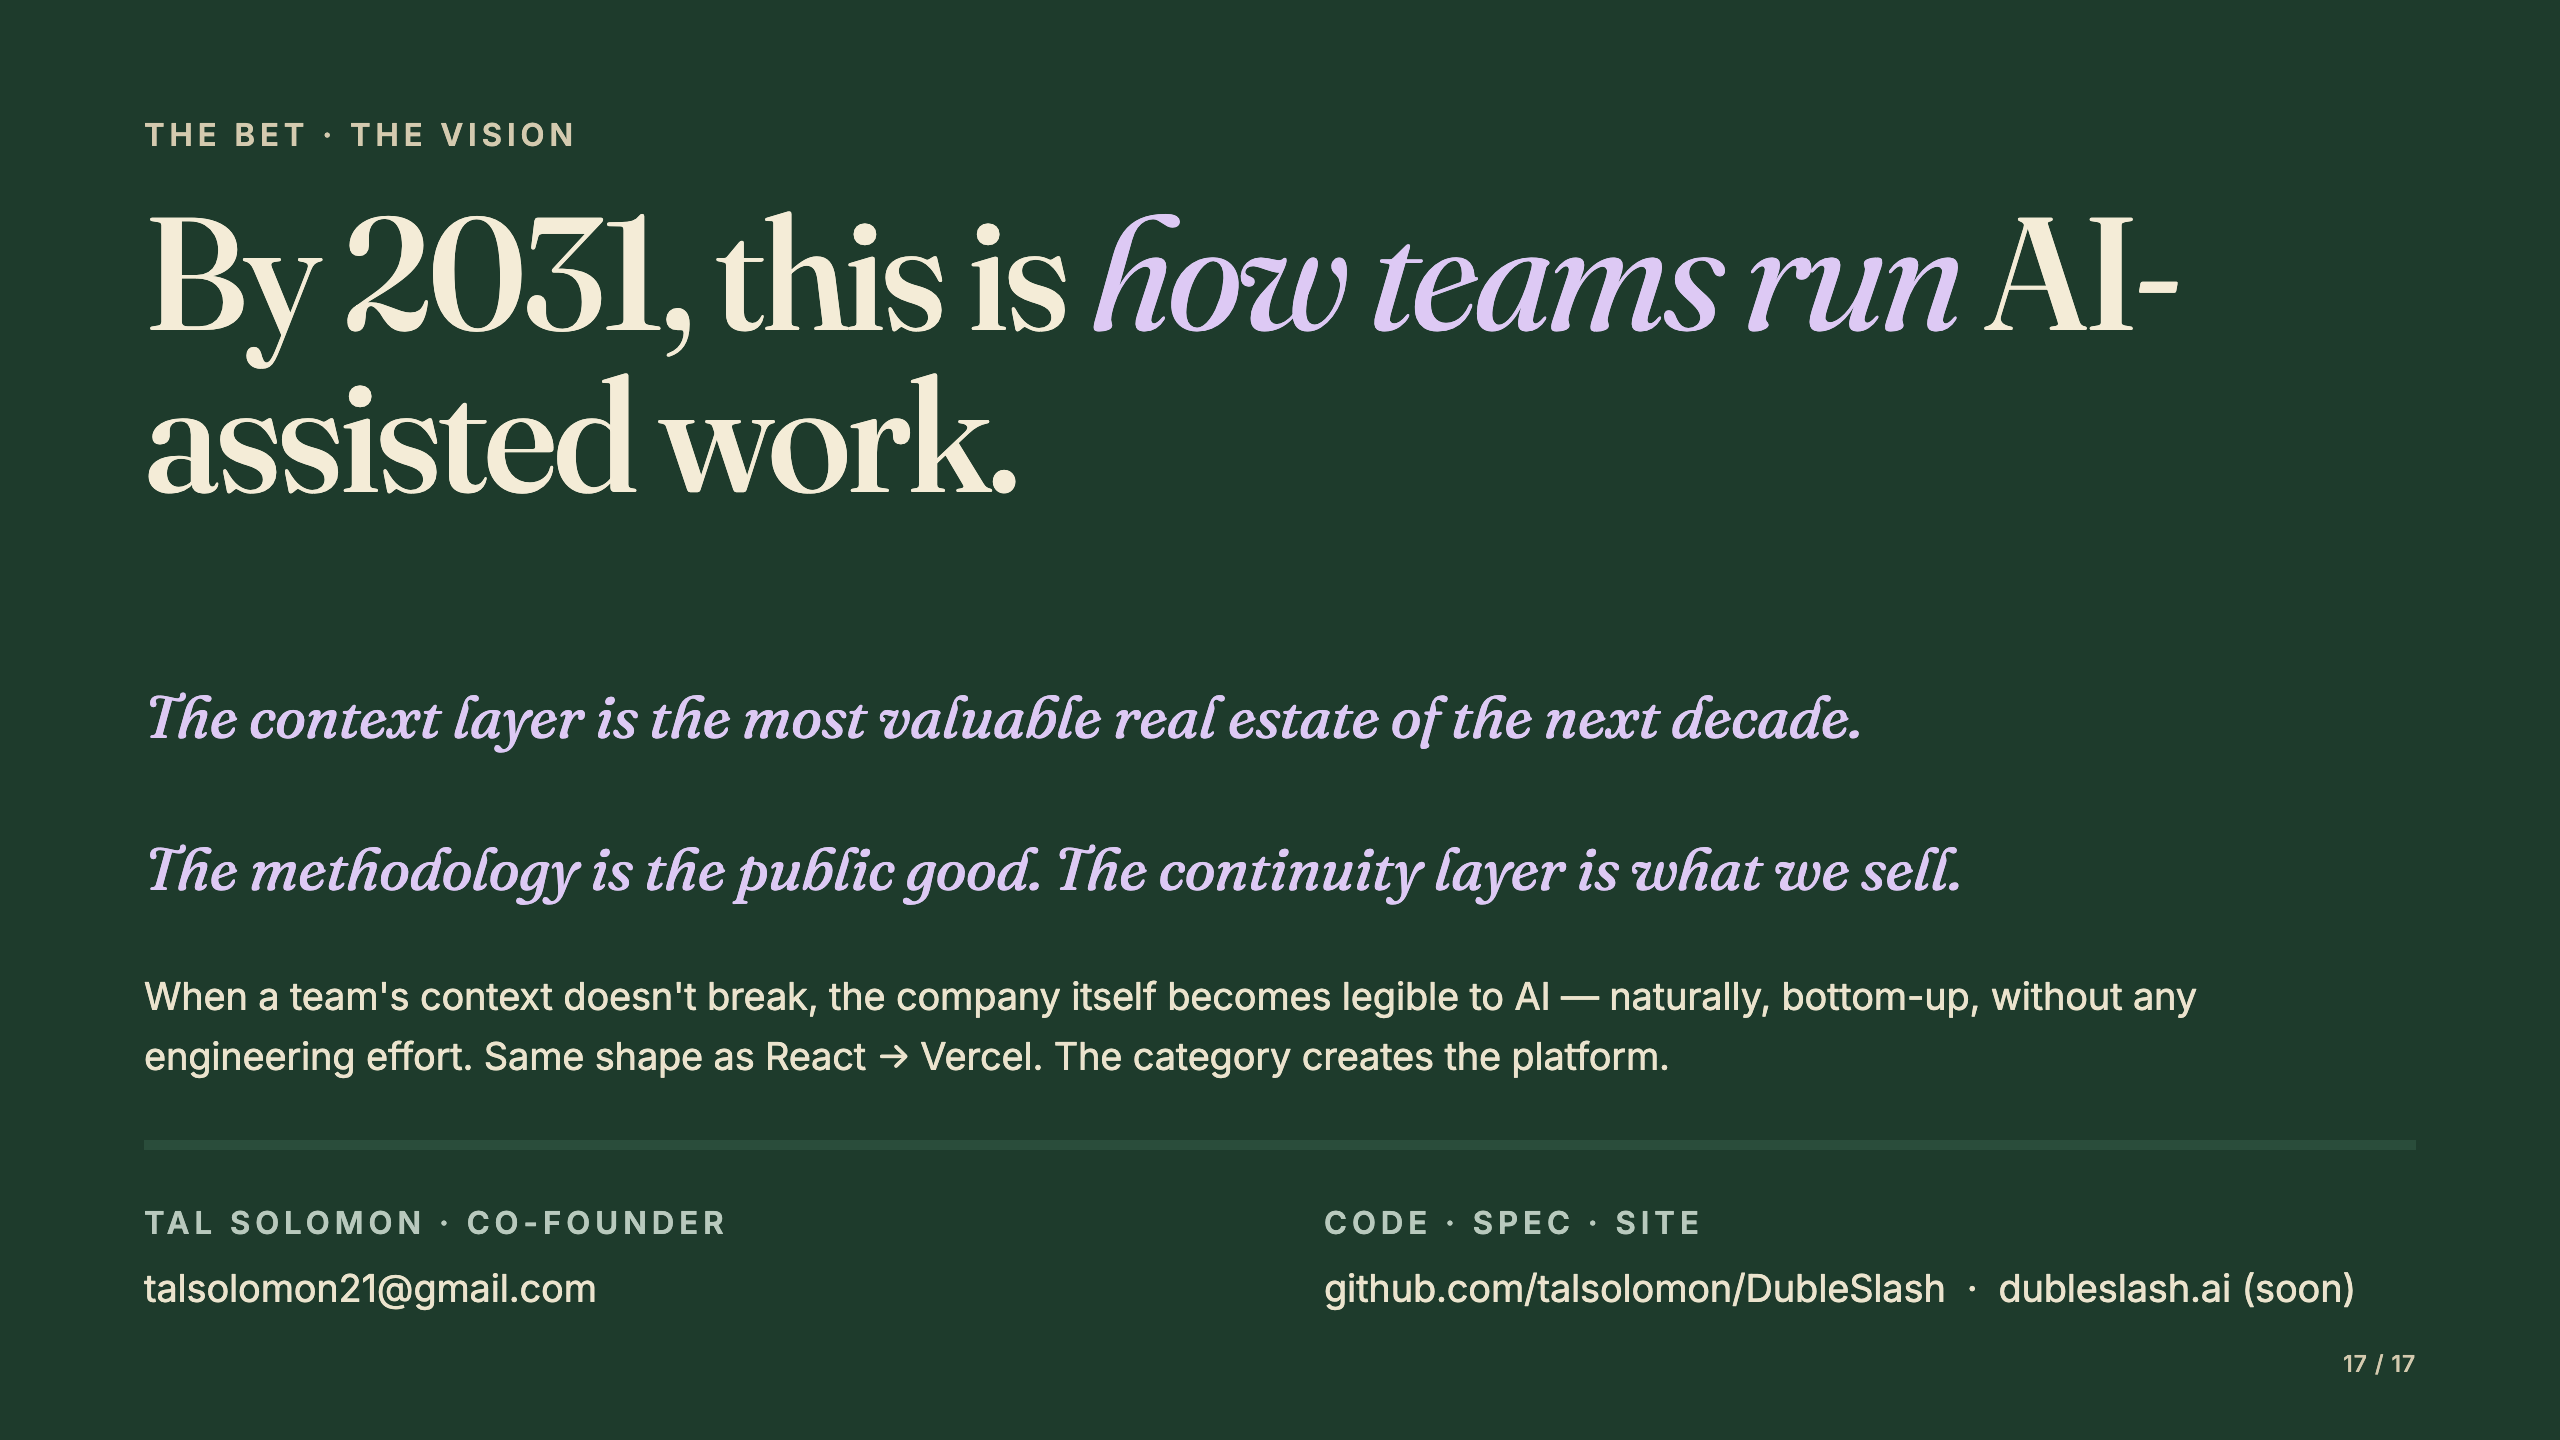 THE BET · THE VISION
By 2031, this is how teams run AI-
assisted work.
The context layer is the most valuable real estate of the next decade.
The methodology is the public good. The continuity layer is what we sell.
When a team's context doesn't break, the company itself becomes legible to AI — naturally, bottom-up, without any
engineering effort. Same shape as React → Vercel. The category creates the platform.
TAL SOLOMON · CO-FOUNDER
talsolomon21@gmail.com
CODE · SPEC · SITE
github.com/talsolomon/DubleSlash · dubleslash.ai (soon)
17 / 17